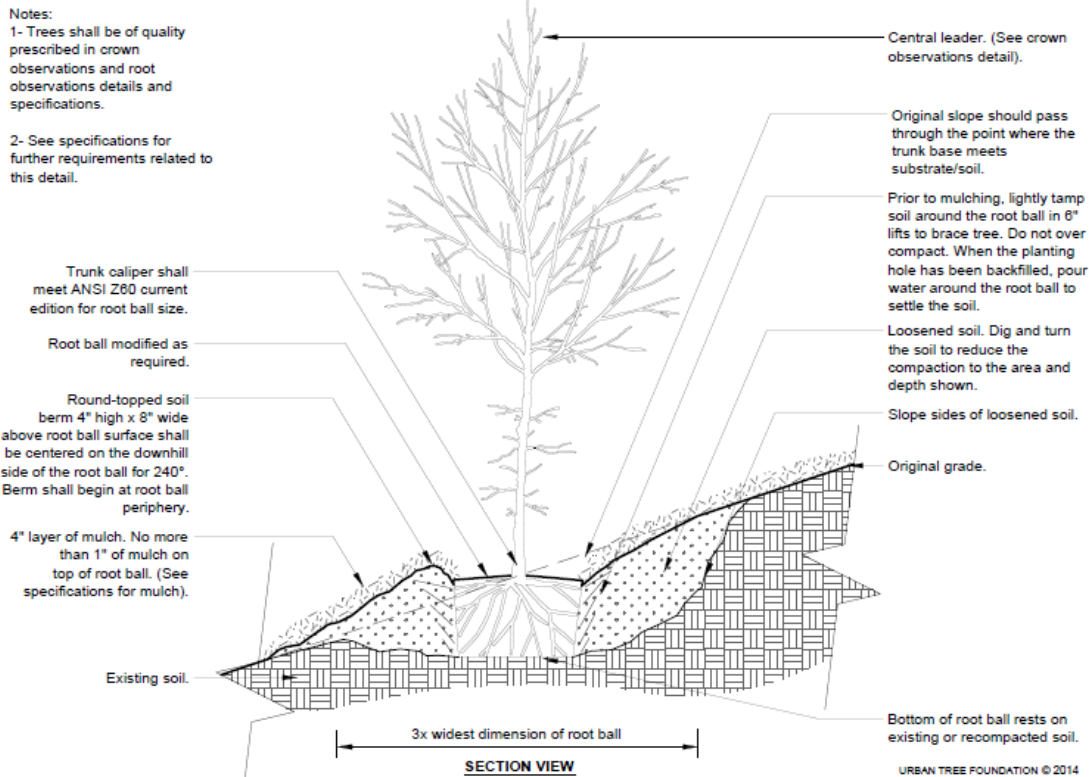 Notes:
1- Trees shall be of quality
prescribed in crown
observations and root
observations details and
specifications.
2- See specifications for
further requirements related to
this detail.
Trunk caliper shall
meet ANSI Z60 current
edition for root ball size.
Root ball modified as
required.
Round-topped soil
berm 4" high x 8" wide
above root ball surface shall
be centered on the downhill
side of the root ball for 240°.
Berm shall begin at root ball
periphery.
4" layer of mulch. No more
than 1" of mulch on
top of root ball. (See
specifications for mulch).
Existing soil.
Central leader. (See crown
observations detail).
Original slope should pass
through the point where the
trunk base meets
substrate/soil.
Prior to mulching, lightly tamp
soil around the root ball in 6"
lifts to brace tree. Do not over
compact. When the planting
hole has been backfilled, pour
water around the root ball to
settle the soil.
Loosened soil. Dig and turn
the soil to reduce the
compaction to the area and
depth shown.
Slope sides of loosened soil.
Original grade.
Bottom of root ball rests on
existing or recompacted soil.
3x widest dimension of root ball
SECTION VIEW
URBAN TREE FOUNDATION © 2014